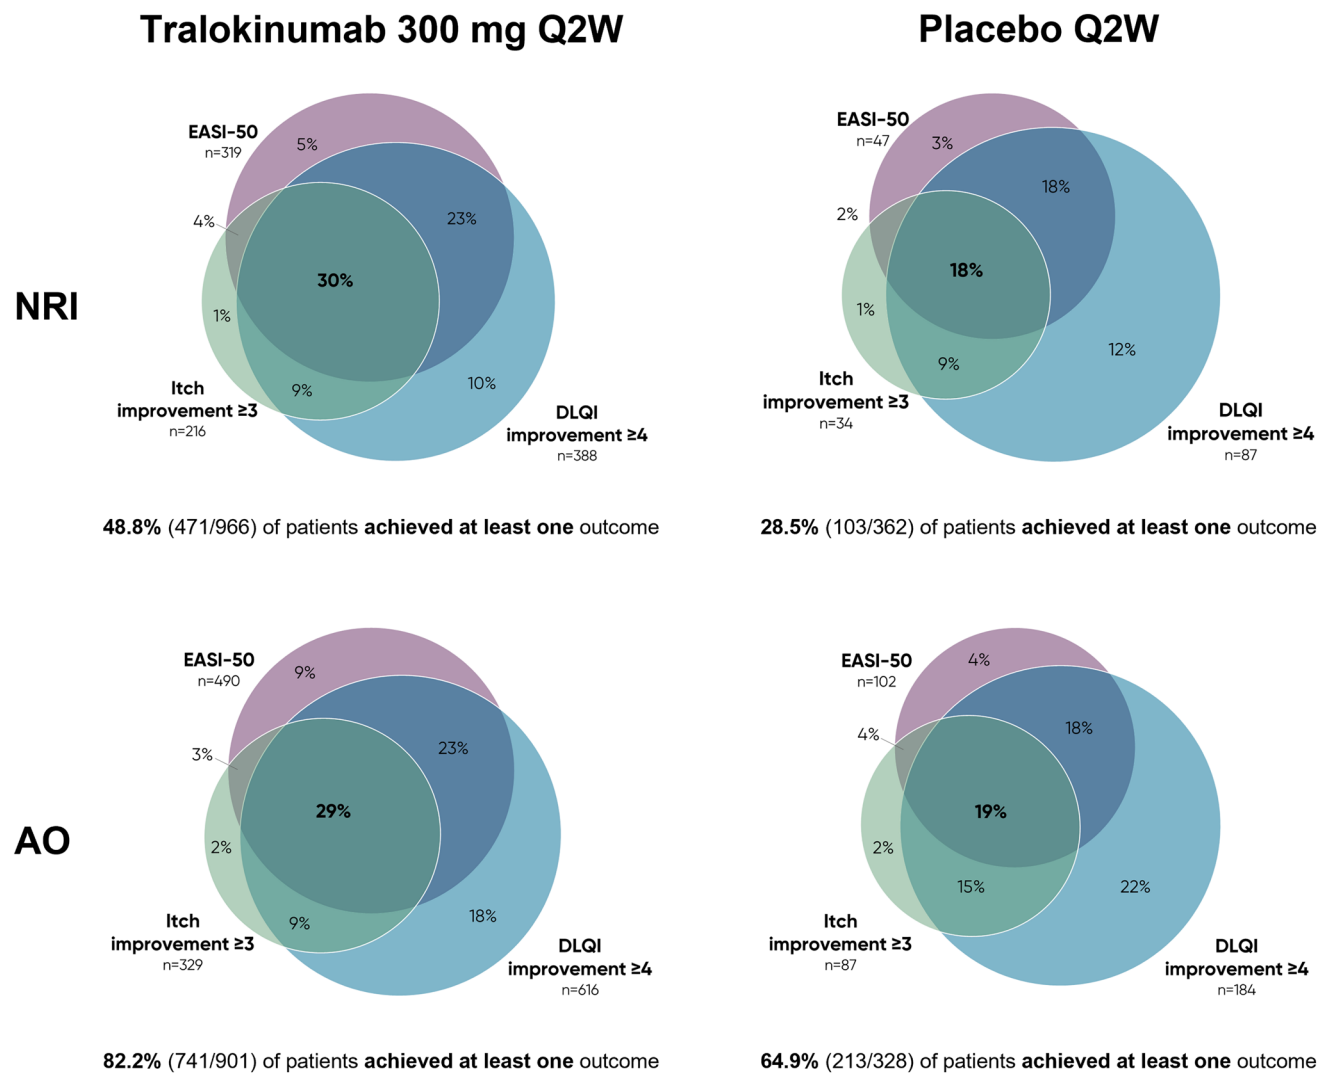 Tralokinumab 300 mg Q2W
Placebo Q2W
NRI
EASI-50
n=319
5%
4%
23%
30%
1%
9%
10%
Itch
improvement ≥3
n=216
DLQI
improvement ≥4
n=388
48.8% (471/966) of patients achieved at least one outcome
EASI-50
n=47
3%
2%
18%
18%
1%
9%
12%
Itch
improvement ≥3
n=34
DLQI
improvement ≥4
n=87
28.5% (103/362) of patients achieved at least one outcome
AO
EASI-50
n=490
9%
3%
23%
29%
2%
9%
18%
Itch
improvement ≥3
n=329
DLQI
improvement ≥4
n=616
82.2% (741/901) of patients achieved at least one outcome
EASI-50
n=102
4%
4%
18%
19%
2%
15%
22%
Itch
improvement ≥3
n=87
DLQI
improvement ≥4
n=184
64.9% (213/328) of patients achieved at least one outcome